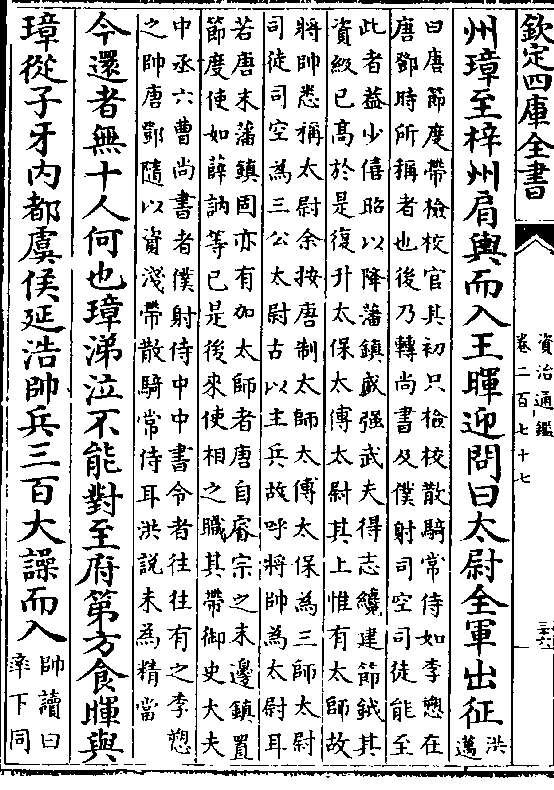 欽定四庫全書
資治通鑑
卷二百七十七
州璋至梓州肩輿而入王暉迎問曰太尉全軍出征
洪
邁
曰唐節度帶檢校官其初只檢校散騎常侍如李愬在
唐鄧時所稱者也後乃轉尚書及僕射司空司徒能至
此者益少僖昭以降藩鎮盛强武夫得志纔建節鉞其
資級已髙於是復升太保太傅太尉其上惟有太師故
將帥悉稱太尉余按唐制太師太傅太保為三師太尉
司徒司空為三公太尉古以主兵故呼將帥為太尉耳
若唐末藩鎮固亦有加太師者唐自睿宗之末邊鎮置
節度使如薛訥等已是後來使相之職其帶御史大夫
中丞六曹尚書者僕射侍中中書令者往往有之李愬
之帥唐鄧隨以資淺帶散騎常侍耳洪説未為精當
今還者無十人何也璋涕泣不能對至府第方食暉與
璋從子牙内都虞侯延浩帥兵三百大譟而入
帥讀曰
率下同